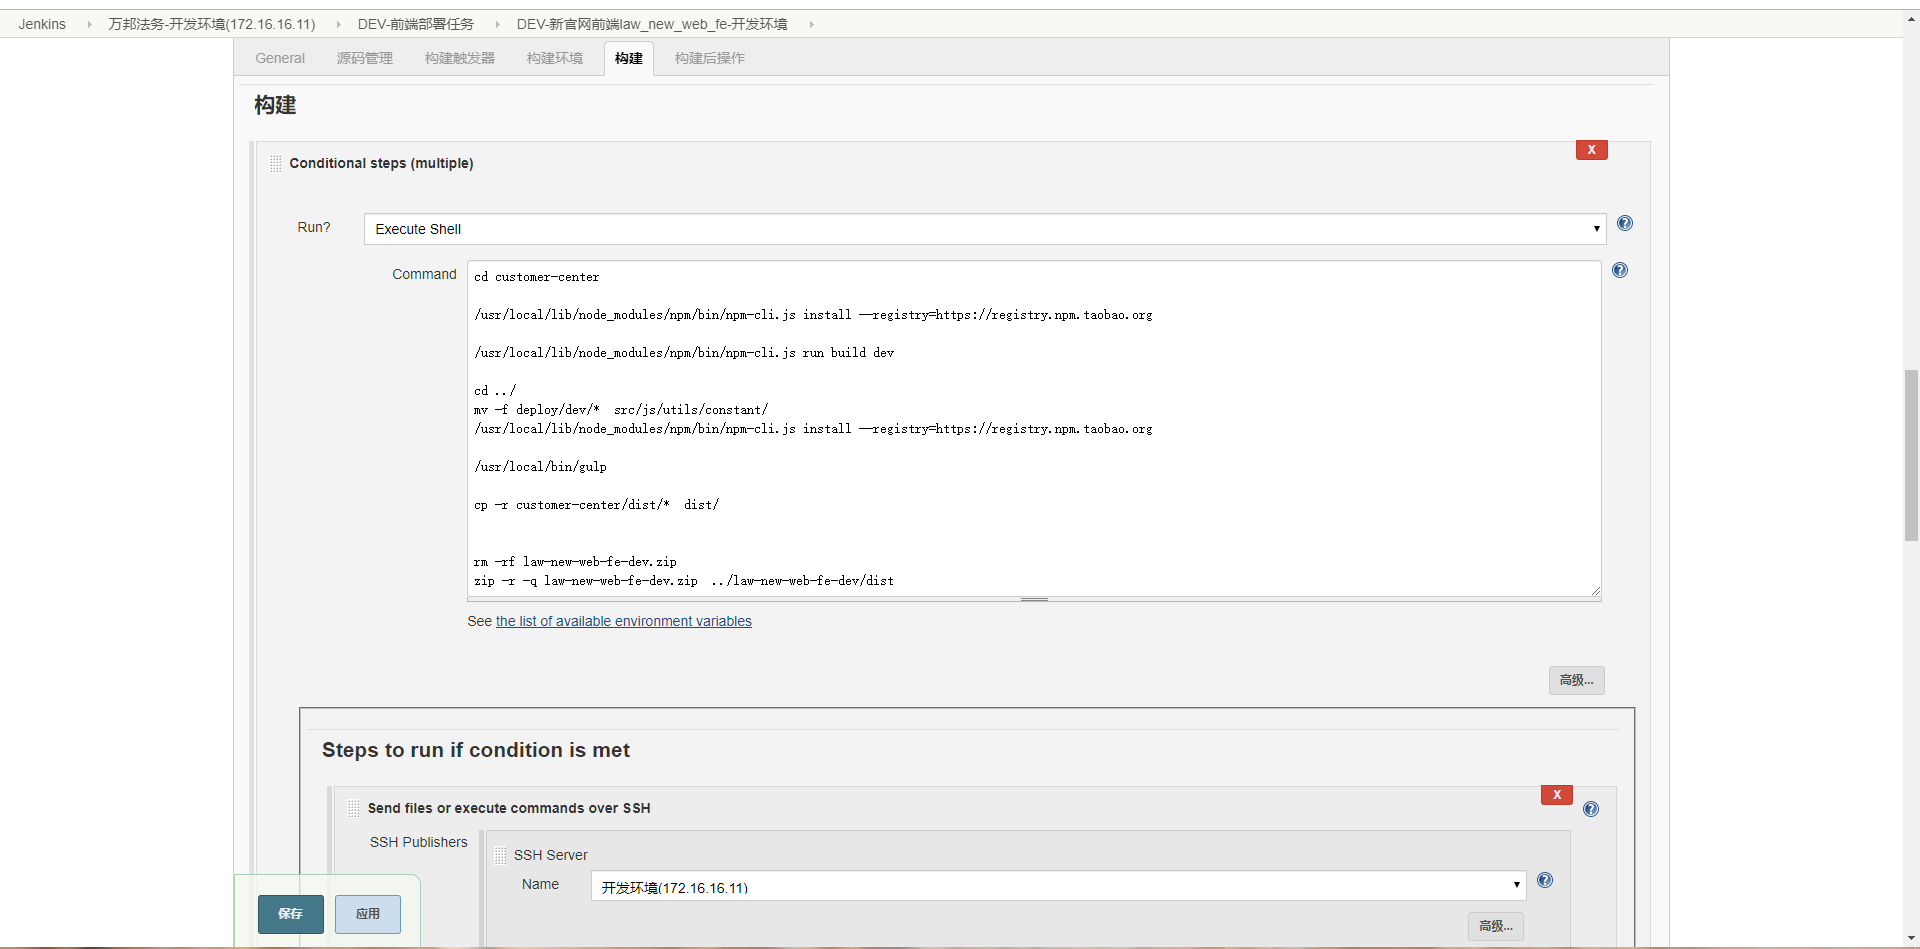 Jenkins 万邦法务-开发环境(172.16.16.11) DEV-前端部署任务 DEV-新官网前端law_new_web_fe-开发环境
General 源码管理 构建触发器 构建环境 构建 构建后操作
构建
X
Conditional steps (multiple)
Run? Execute Shell
Command
cd customer-center
/usr/local/lib/node_modules/npm/bin/npm-cli.js install --registry=https://registry.npm.taobao.org
/usr/local/lib/node_modules/npm/bin/npm-cli.js run build dev
cd ../
mv -f deploy/dev/*  src/js/utils/constant/
/usr/local/lib/node_modules/npm/bin/npm-cli.js install --registry=https://registry.npm.taobao.org
/usr/local/bin/gulp
cp -r customer-center/dist/*  dist/
rm -rf law-new-web-fe-dev.zip
zip -r -q law-new-web-fe-dev.zip  ../law-new-web-fe-dev/dist
See the list of available environment variables
高级...
Steps to run if condition is met
X
Send files or execute commands over SSH
SSH Publishers
SSH Server
Name 开发环境(172.16.16.11)
保存 应用
高级...